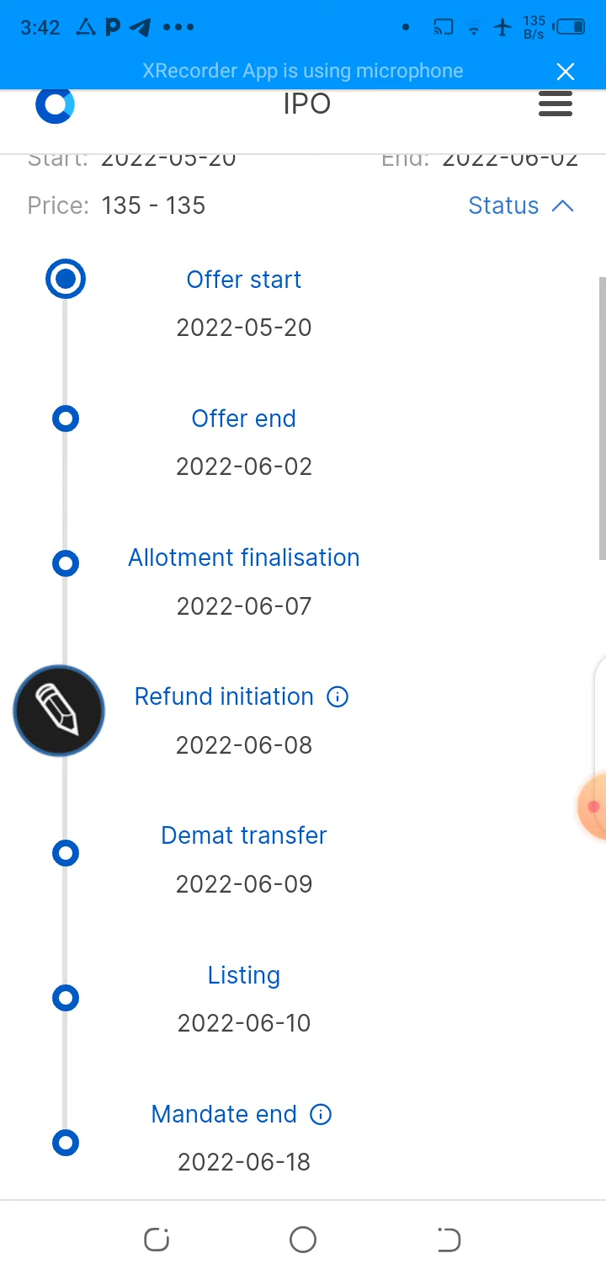 3:42
135
B/s
XRecorder App is using microphone
IPO
Start: 2022-05-20 End: 2022-06-02
Price: 135 - 135 Status
Offer start
2022-05-20
Offer end
2022-06-02
Allotment finalisation
2022-06-07
Refund initiation
2022-06-08
Demat transfer
2022-06-09
Listing
2022-06-10
Mandate end
2022-06-18